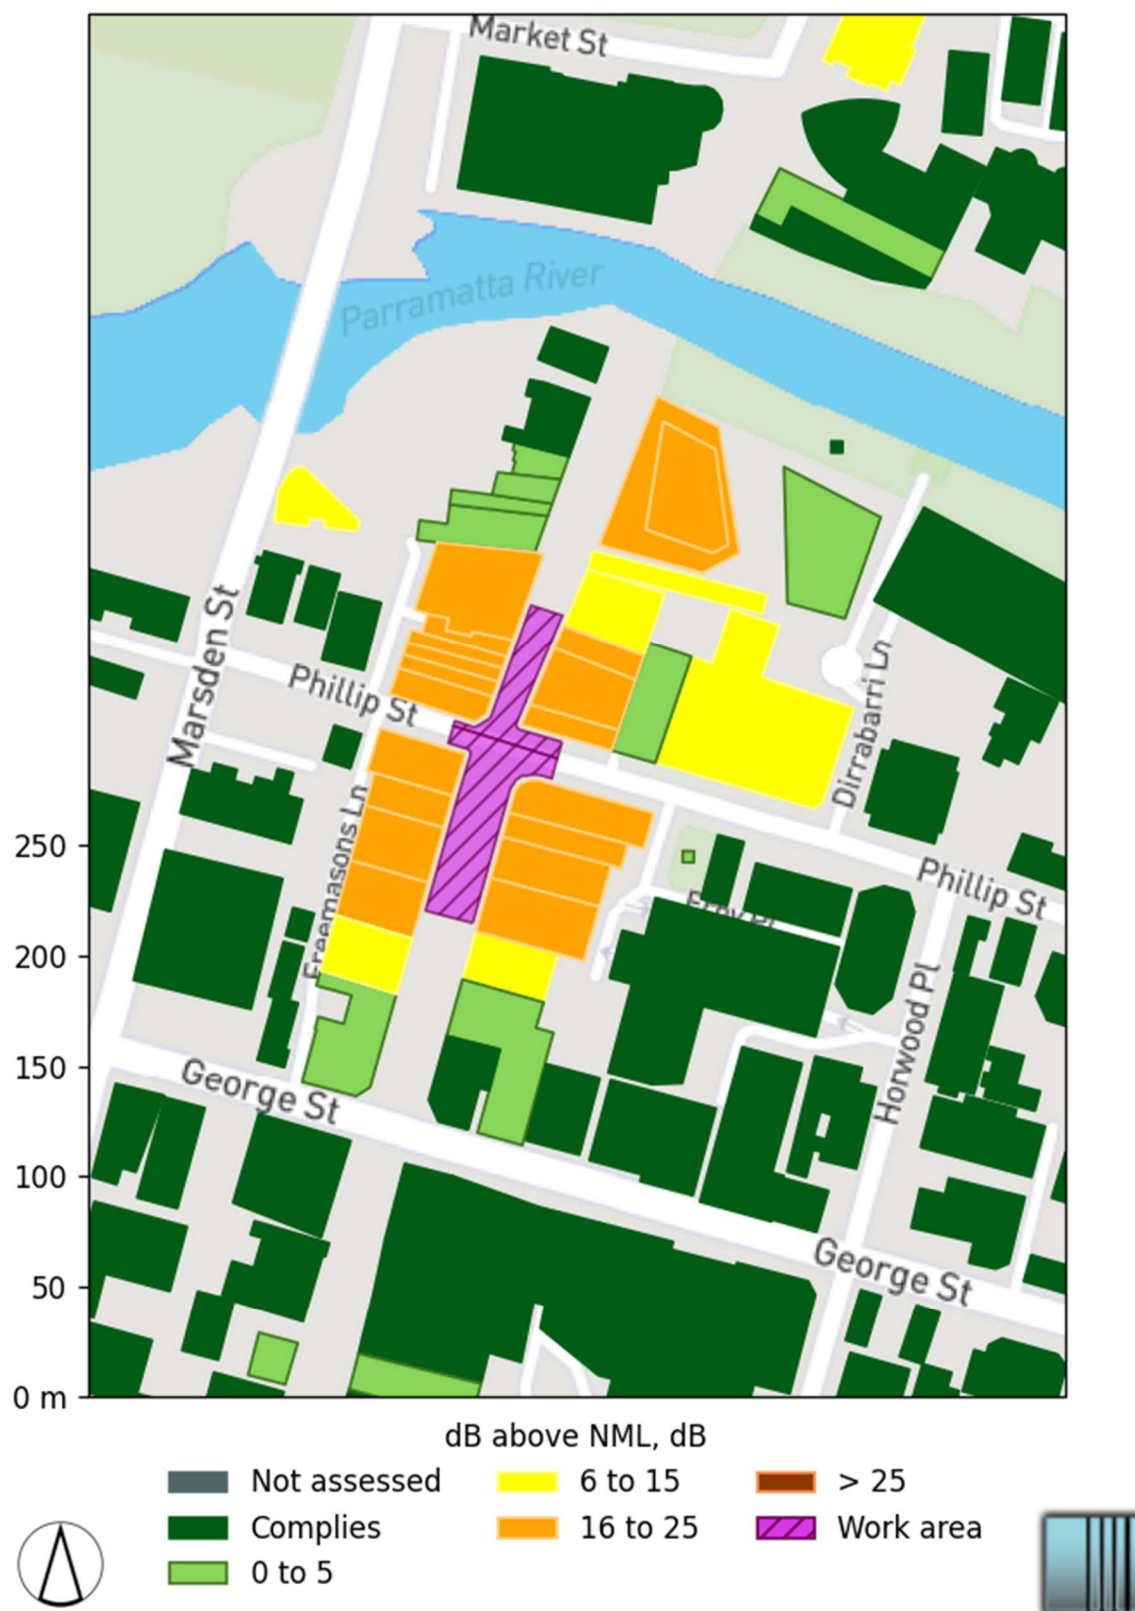 Market St
Parramatta River
Marsden St
Phillip St
Dirrabarri Ln
Freemasons Ln
Phillip St
Erby Pl
Horwood Pl
George St
George St
250
200
150
100
50
0 m
dB above NML, dB
Not assessed
6 to 15
> 25
Complies
16 to 25
Work area
0 to 5